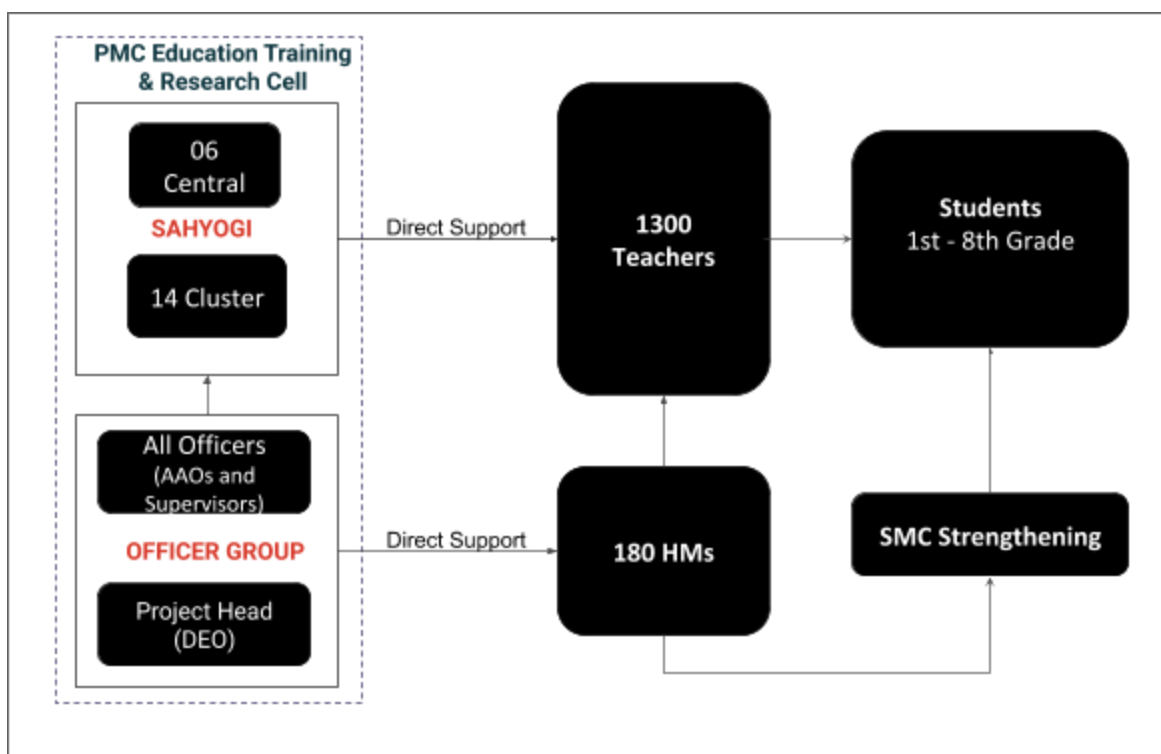 PMC Education Training
& Research Cell
06
Central
SAHYOGI
14 Cluster
All Officers
(AAOs and
Supervisors)
OFFICER GROUP
Project Head
(DEO)
Direct Support
Direct Support
1300
Teachers
180 HMs
Students
1st - 8th Grade
SMC Strengthening